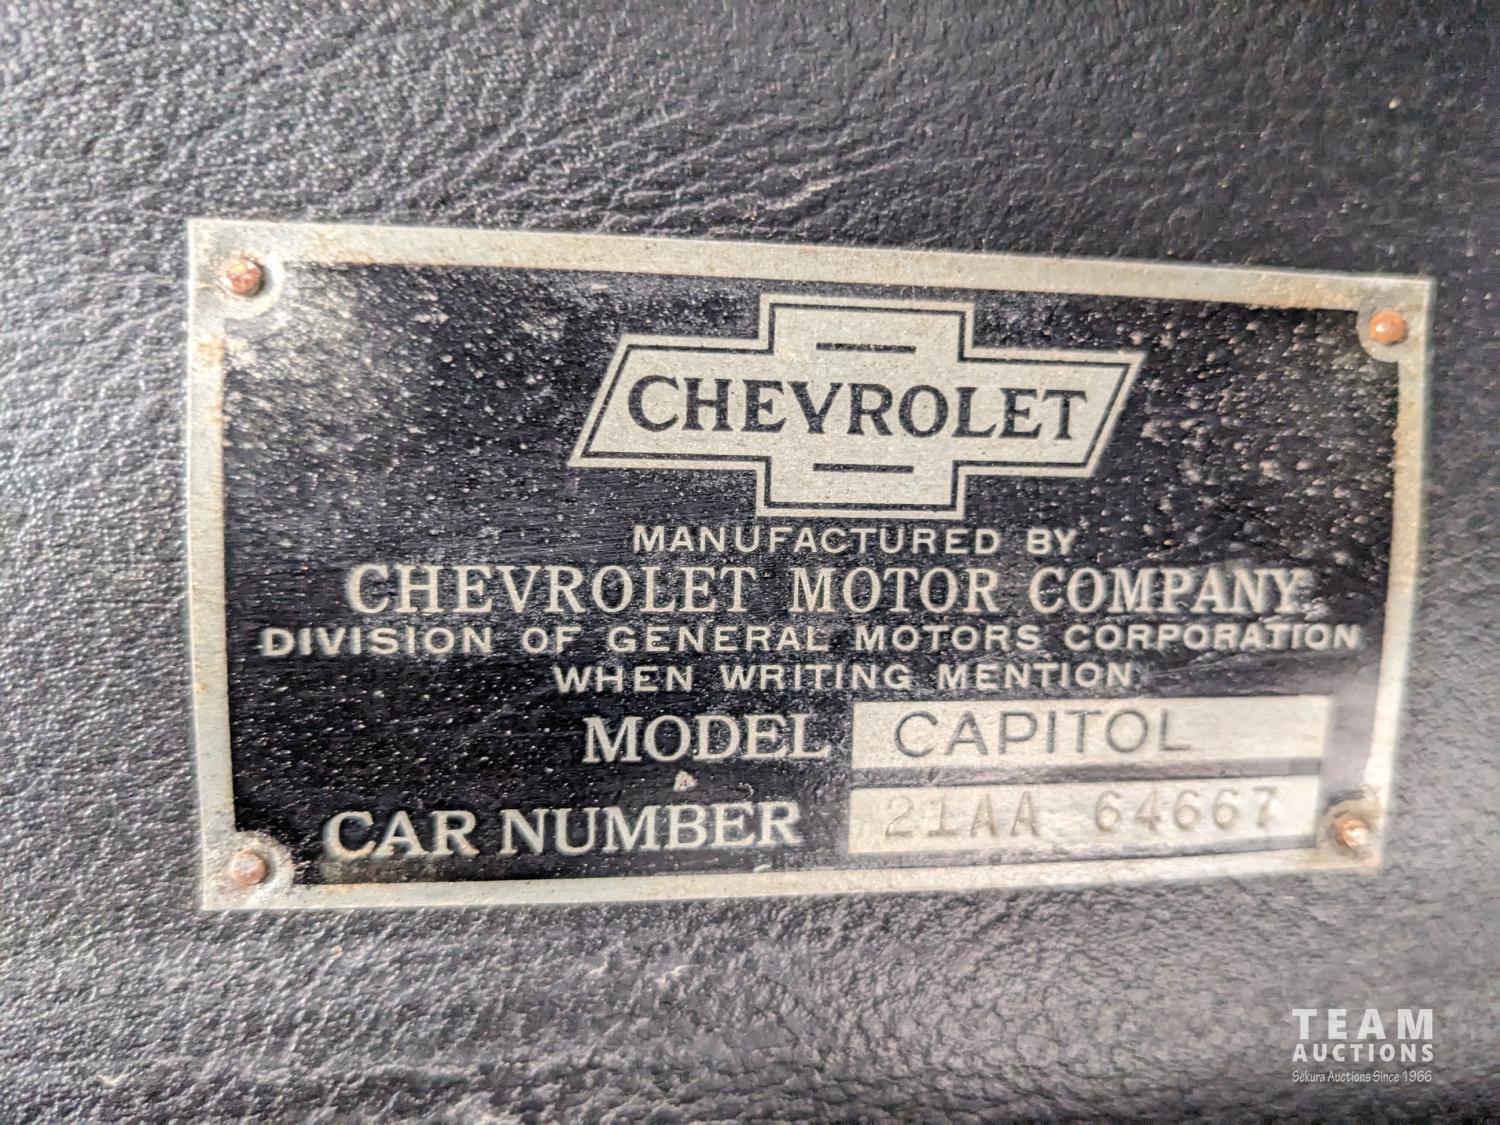 CHEVROLET
MANUFACTURED BY
CHEVROLET MOTOR COMPANY
DIVISION OF GENERAL MOTORS CORPORATION
WHEN WRITING MENTION
MODEL CAPITOL
CAR NUMBER 21AA 64667
TEAM
AUCTIONS
Sekura Auctions Since 1966